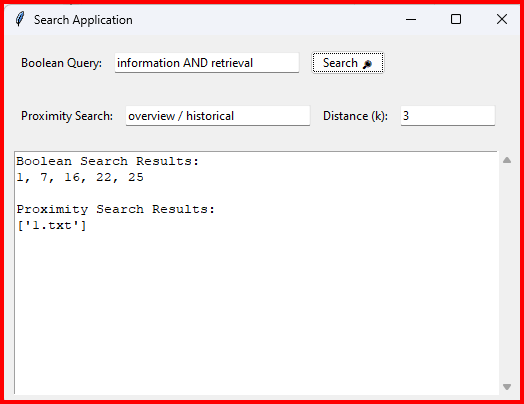 Search Application
Boolean Query: information AND retrieval Search
Proximity Search: overview / historical Distance (k): 3
Boolean Search Results:
1, 7, 16, 22, 25
Proximity Search Results:
['1.txt']